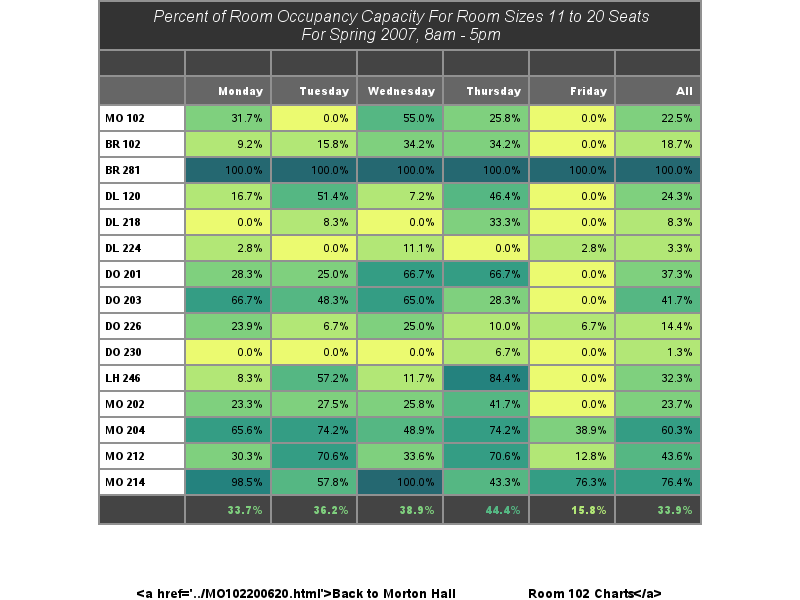 Percent of Room Occupancy Capacity For Room Sizes 11 to 20 Seats
For Spring 2007, 8am - 5pm
Monday Tuesday Wednesday Thursday Friday All
MO 102 31.7% 0.0% 55.0% 25.8% 0.0% 22.5%
BR 102 9.2% 15.8% 34.2% 34.2% 0.0% 18.7%
BR 281 100.0% 100.0% 100.0% 100.0% 100.0% 100.0%
DL 120 16.7% 51.4% 7.2% 46.4% 0.0% 24.3%
DL 218 0.0% 8.3% 0.0% 33.3% 0.0% 8.3%
DL 224 2.8% 0.0% 11.1% 0.0% 2.8% 3.3%
DO 201 28.3% 25.0% 66.7% 66.7% 0.0% 37.3%
DO 203 66.7% 48.3% 65.0% 28.3% 0.0% 41.7%
DO 226 23.9% 6.7% 25.0% 10.0% 6.7% 14.4%
DO 230 0.0% 0.0% 0.0% 6.7% 0.0% 1.3%
LH 246 8.3% 57.2% 11.7% 84.4% 0.0% 32.3%
MO 202 23.3% 27.5% 25.8% 41.7% 0.0% 23.7%
MO 204 65.6% 74.2% 48.9% 74.2% 38.9% 60.3%
MO 212 30.3% 70.6% 33.6% 70.6% 12.8% 43.6%
MO 214 98.5% 57.8% 100.0% 43.3% 76.3% 76.4%
33.7% 36.2% 38.9% 44.4% 15.8% 33.9%
<a href='../MO102200620.html'>Back to Morton Hall Room 102 Charts</a>